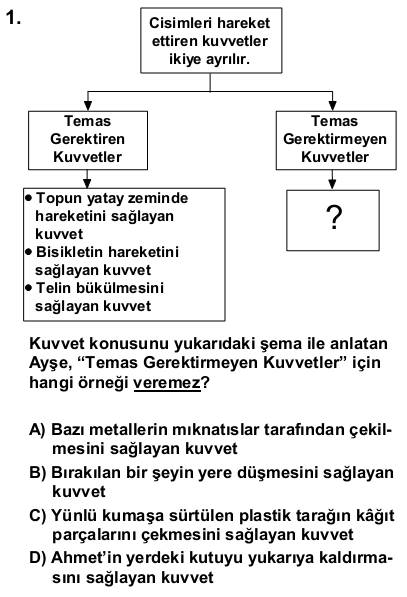 1.
Cisimleri hareket
ettiren kuvvetler
ikiye ayrılır.
Temas
Gerektiren
Kuvvetler
Temas
Gerektirmeyen
Kuvvetler
● Topun yatay zeminde
hareketini sağlayan
kuvvet
● Bisikletin hareketini
sağlayan kuvvet
● Telin bükülmesini
sağlayan kuvvet
?
Kuvvet konusunu yukarıdaki şema ile anlatan
Ayşe, “Temas Gerektirmeyen Kuvvetler” için
hangi örneği veremez?
A) Bazı metallerin mıknatıslar tarafından çekil-
mesini sağlayan kuvvet
B) Bırakılan bir şeyin yere düşmesini sağlayan
kuvvet
C) Yünlü kumaşa sürtülen plastik tarağın kâğıt
parçalarını çekmesini sağlayan kuvvet
D) Ahmet’in yerdeki kutuyu yukarıya kaldırma-
sını sağlayan kuvvet